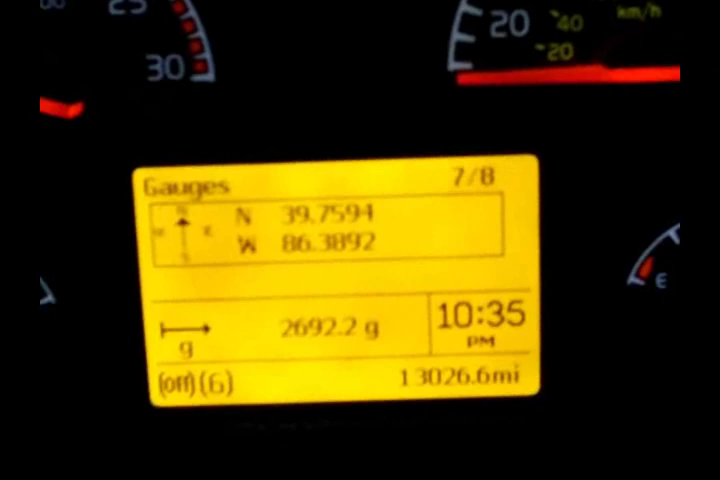 25
30
20
40
20
km/h
Gauges 7/8
N 39.7594
W 86.3892
2692.2 g
g
10:35
PM
(off) (6)
13026.6mi
E